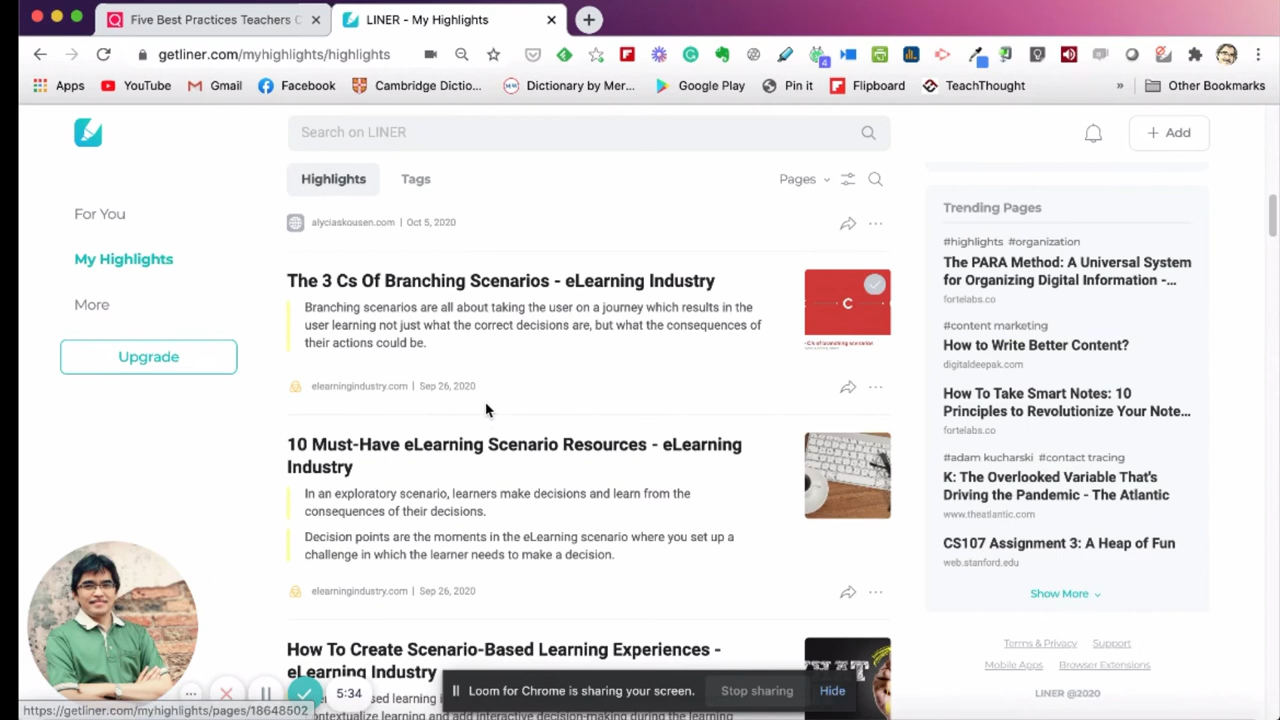 Five Best Practices Teachers C
LINER - My Highlights
getliner.com/myhighlights/highlights
4
Apps
YouTube
Gmail
Facebook
Cambridge Dictio...
Dictionary by Mer...
Google Play
Pin it
Flipboard
TeachThought
»
Other Bookmarks
Search on LINER
+ Add
Highlights
Tags
Pages
For You
My Highlights
More
Upgrade
alyciaskousen.com | Oct 5, 2020
The 3 Cs Of Branching Scenarios - eLearning Industry
Branching scenarios are all about taking the user on a journey which results in the
user learning not just what the correct decisions are, but what the consequences of
their actions could be.
C
elearningindustry.com | Sep 26, 2020
10 Must-Have eLearning Scenario Resources - eLearning
Industry
In an exploratory scenario, learners make decisions and learn from the
consequences of their decisions.
Decision points are the moments in the eLearning scenario where you set up a
challenge in which the learner needs to make a decision.
elearningindustry.com | Sep 26, 2020
How To Create Scenario-Based Learning Experiences -
eLearning Industry
Trending Pages
#highlights #organization
The PARA Method: A Universal System
for Organizing Digital Information -...
fortelabs.co
#content marketing
How to Write Better Content?
digitaldeepak.com
How To Take Smart Notes: 10
Principles to Revolutionize Your Note...
fortelabs.co
#adam kucharski #contact tracing
K: The Overlooked Variable That's
Driving the Pandemic - The Atlantic
www.theatlantic.com
CS107 Assignment 3: A Heap of Fun
web.stanford.edu
Show More
Terms & Privacy
Support
Mobile Apps
Browser Extensions
LINER @2020
5:34
Loom for Chrome is sharing your screen.
Stop sharing
Hide
https://getliner.com/myhighlights/pages/18648502
ontextualize learning and add interactive decision-making during the learning